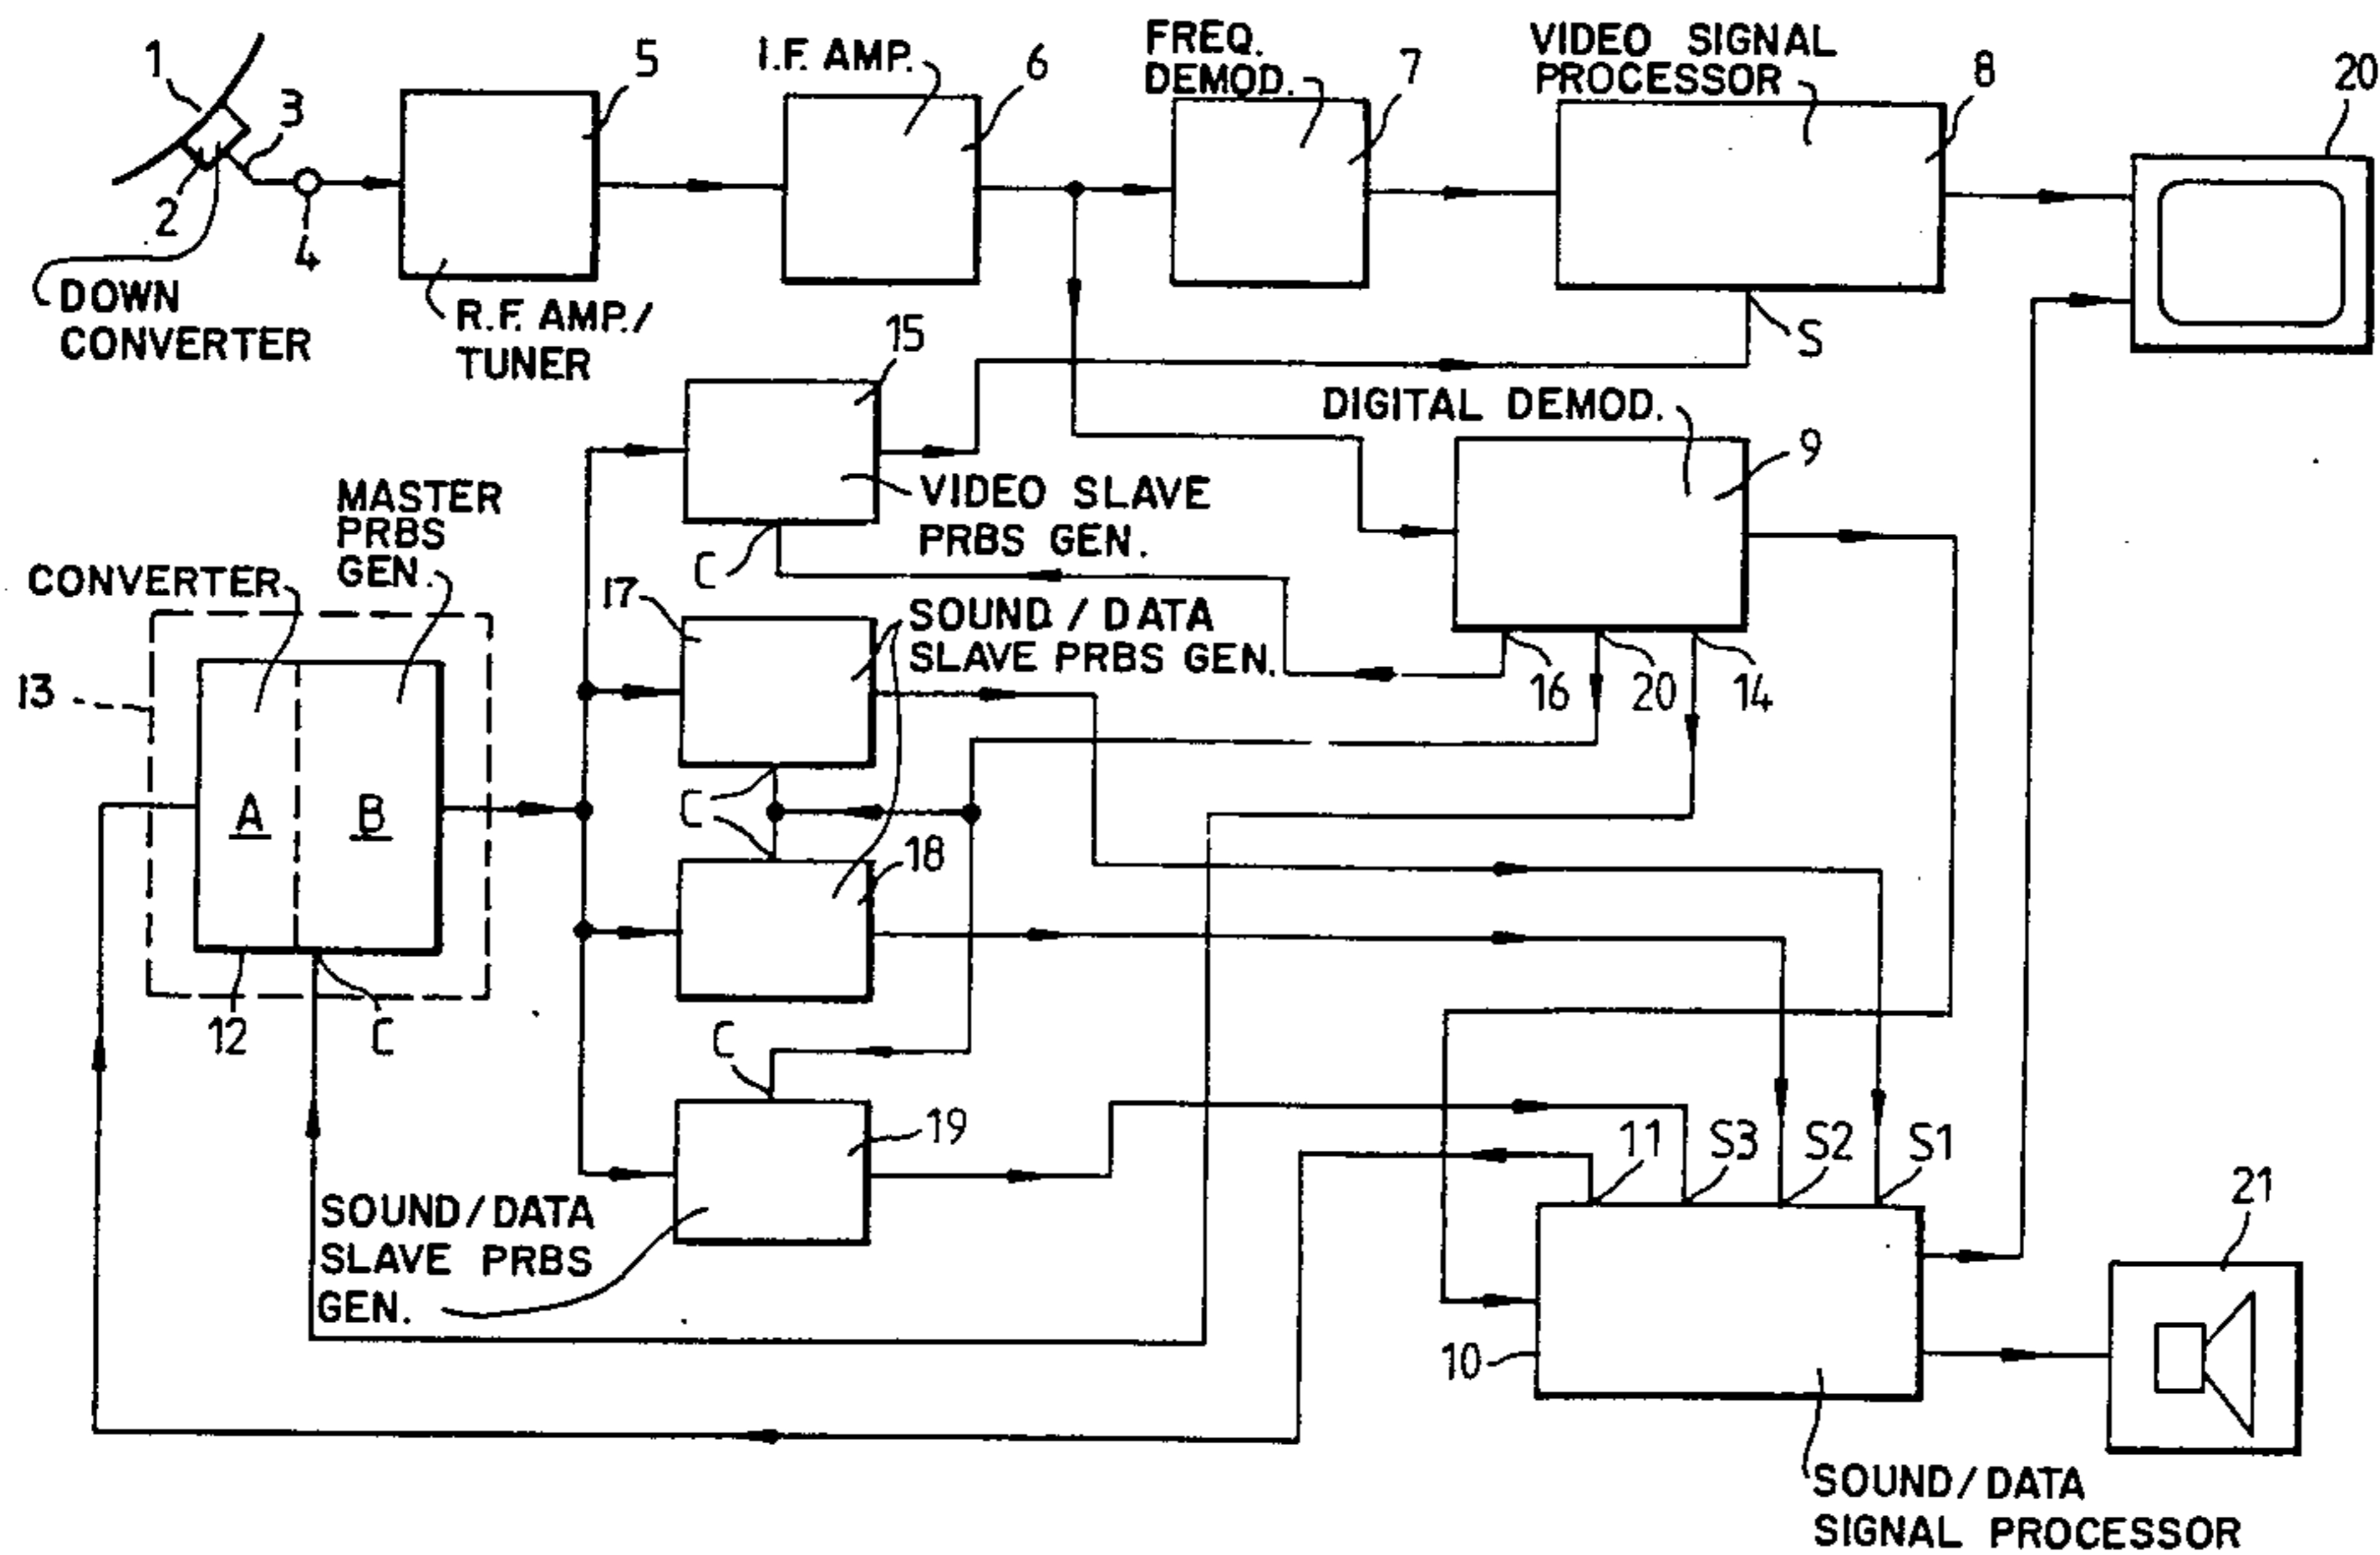 1
3
2
4
DOWN
CONVERTER
5
R.F. AMP./
TUNER
I.F. AMP.
6
FREQ.
DEMOD.
7
VIDEO SIGNAL
PROCESSOR
8
20
S
15
VIDEO SLAVE
PRBS GEN.
C
DIGITAL DEMOD.
9
16
20
14
MASTER
PRBS
GEN.
CONVERTER
13
A
B
12
C
17
SOUND / DATA
SLAVE PRBS GEN.
C
18
C
19
SOUND/DATA
SLAVE PRBS
GEN.
11
S3
S2
S1
10
21
SOUND/DATA
SIGNAL PROCESSOR